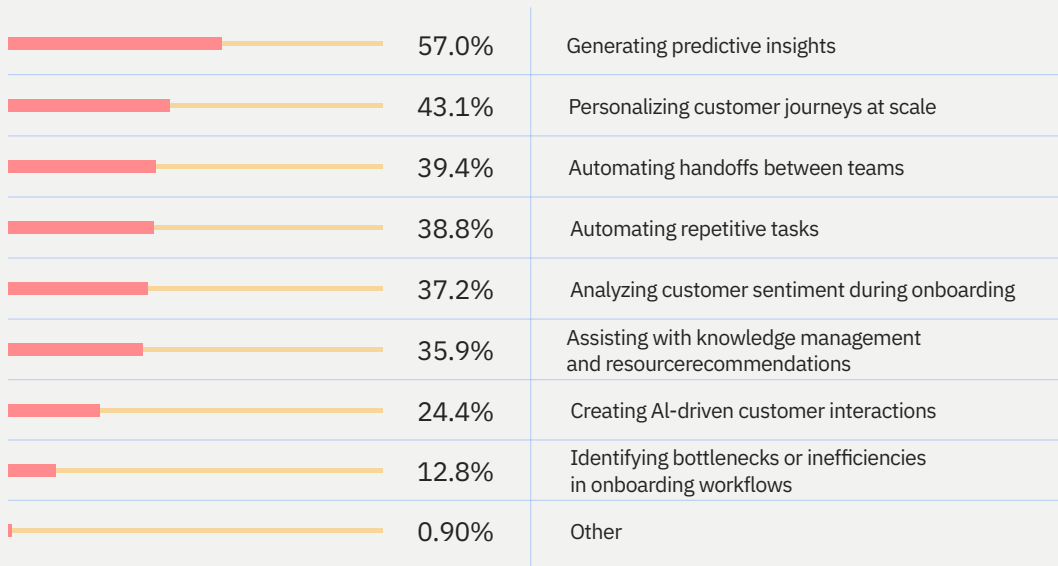 57.0% Generating predictive insights
43.1% Personalizing customer journeys at scale
39.4% Automating handoffs between teams
38.8% Automating repetitive tasks
37.2% Analyzing customer sentiment during onboarding
35.9% Assisting with knowledge management
and resourcerecommendations
24.4% Creating Al-driven customer interactions
12.8% Identifying bottlenecks or inefficiencies
in onboarding workflows
0.90% Other